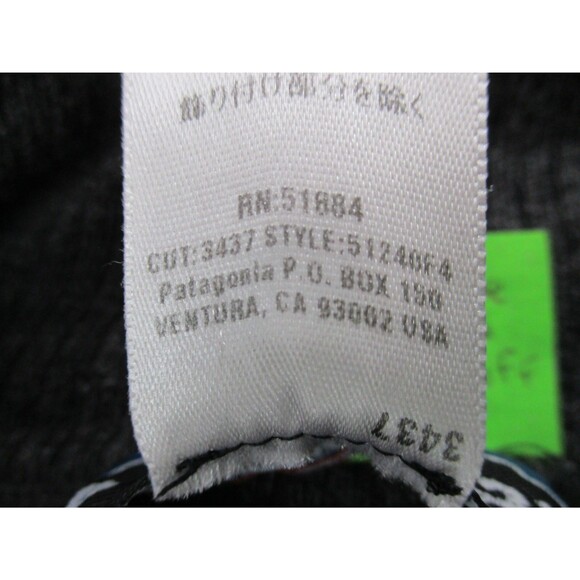 飾り付け部分を除く
RN:51884
CUT:3437 STYLE:51240F4
Patagonia P.O. BOX 150
VENTURA, CA 93002 USA
3437